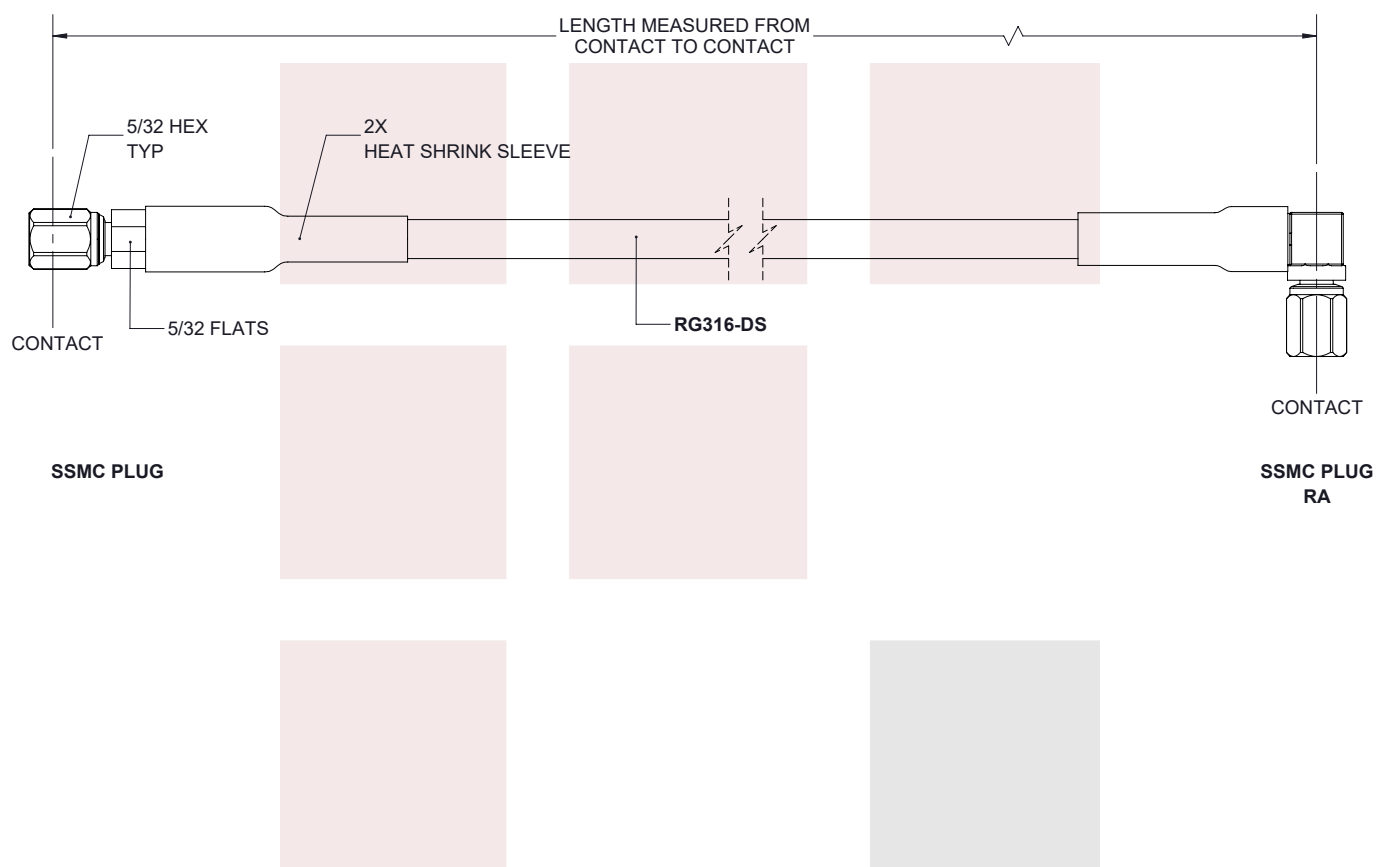 LENGTH MEASURED FROM
CONTACT TO CONTACT
5/32 HEX
TYP
2X
HEAT SHRINK SLEEVE
5/32 FLATS
RG316-DS
CONTACT
CONTACT
SSMC PLUG
SSMC PLUG
RA